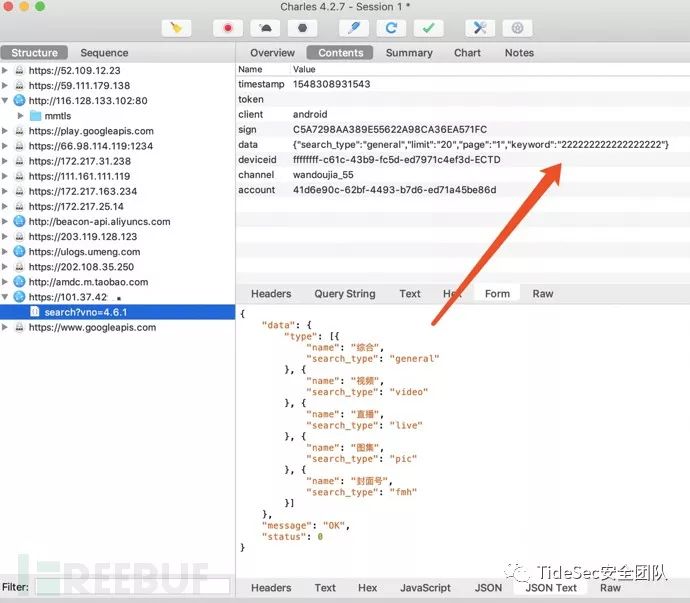 Charles 4.2.7 - Session 1 *
Structure Sequence
Overview Contents Summary Chart Notes
https://52.109.12.23
https://59.111.179.138
http://116.128.133.102:80
mmtls
https://play.googleapis.com
https://66.98.114.119:1234
https://172.217.31.238
https://111.161.111.119
https://172.217.163.234
https://172.217.25.14
http://beacon-api.aliyuncs.com
https://203.119.128.123
https://ulogs.umeng.com
https://202.108.35.250
http://amdc.m.taobao.com
https://101.37.42
search?vno=4.6.1
https://www.googleapis.com
Name Value
timestamp 1548308931543
token
client android
sign C5A7298AA389E55622A98CA36EA571FC
data {"search_type":"general","limit":"20","page":"1","keyword":"222222222222222222"}
deviceid ffffffff-c61c-43b9-fc5d-ed7971c4ef3d-ECTD
channel wandoujia_55
account 41d6e90c-62bf-4493-b7d6-ed71a45be86d
Headers Query String Text Hex Form Raw
{
"data": {
"type": [{
"name": "综合",
"search_type": "general"
}, {
"name": "视频",
"search_type": "video"
}, {
"name": "直播",
"search_type": "live"
}, {
"name": "图集",
"search_type": "pic"
}, {
"name": "封面号",
"search_type": "fmh"
}]
},
"message": "OK",
"status": 0
}
Filter:
REEBUF
TideSec安全团队
Headers Text Hex JavaScript JSON JSON Text Raw